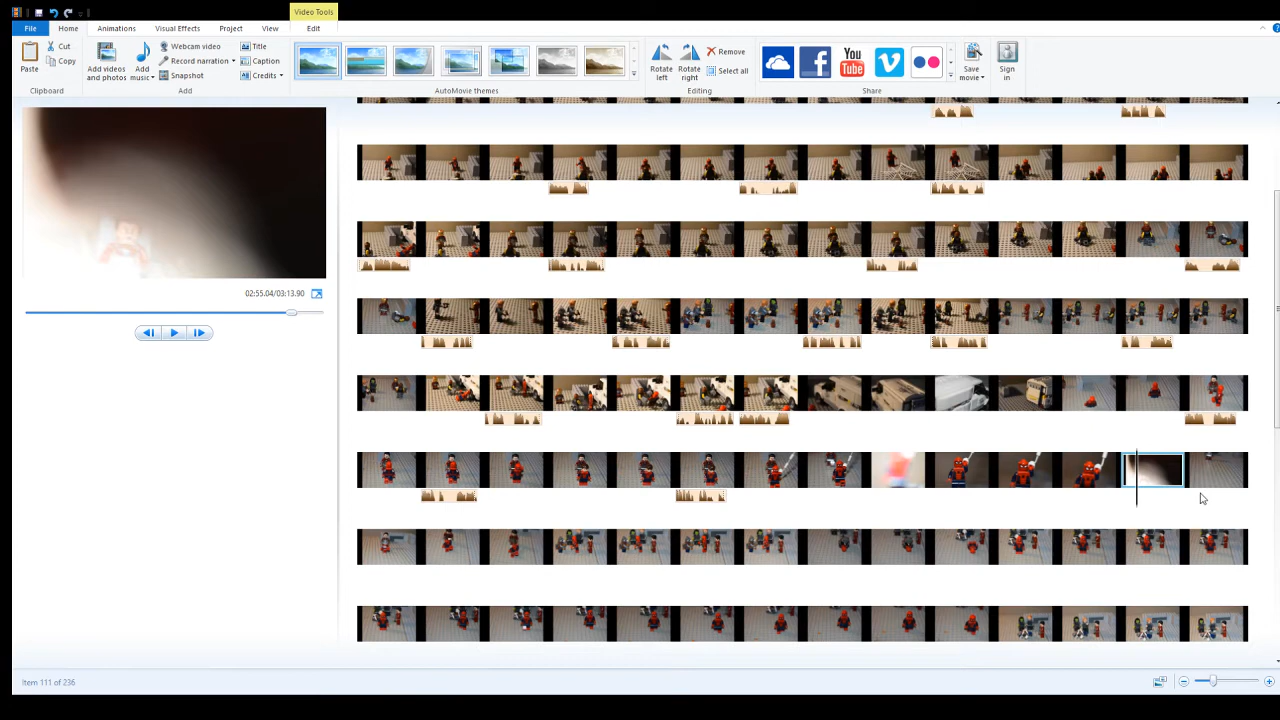 Video Tools
File Home Animations Visual Effects Project View Edit
Paste
Cut
Copy
Clipboard
Add videos
and photos
Add
music
Webcam video
Record narration
Snapshot
Title
Caption
Credits
Add
AutoMovie themes
Rotate
left
Rotate
right
Remove
Select all
Editing
You
Tube
Share
Save
movie
Sign
in
02:55.04/03:13.90
Item 111 of 236